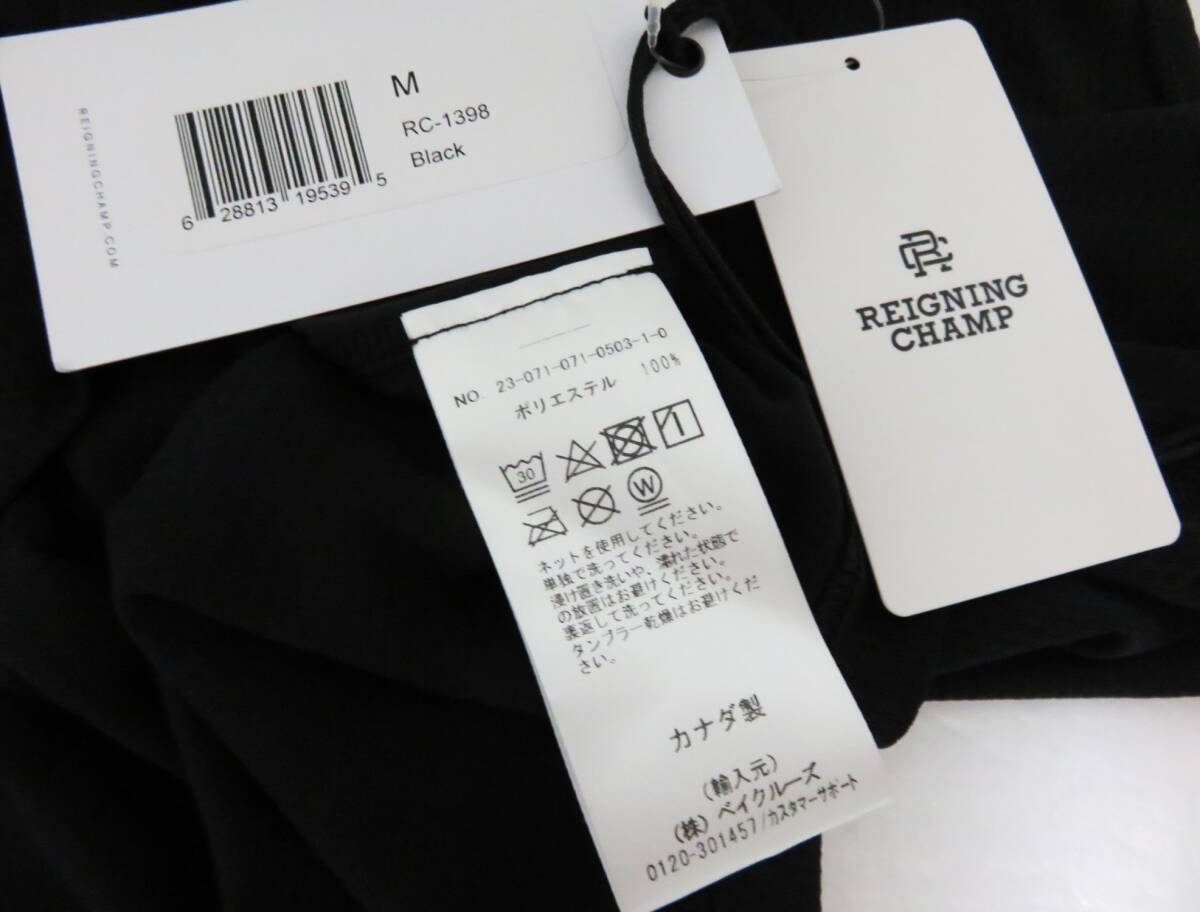 REIGNINGCHAMP.COM
M
RC-1398
Black
6 28813 19539 5
RC
REIGNING
CHAMP
NO. 23-071-071-0503-1-0
ポリエステル 100%
30
W
ネットを使用してください。
単独で洗ってください。
浸け置き洗いや、濡れた状態で
の放置はお避けください。
裏返して洗ってください。
タンブラー乾燥はお避けくだ
さい。
カナダ製
(輸入元)
(株) ベイクルーズ
0120-301457/カスタマーサポート